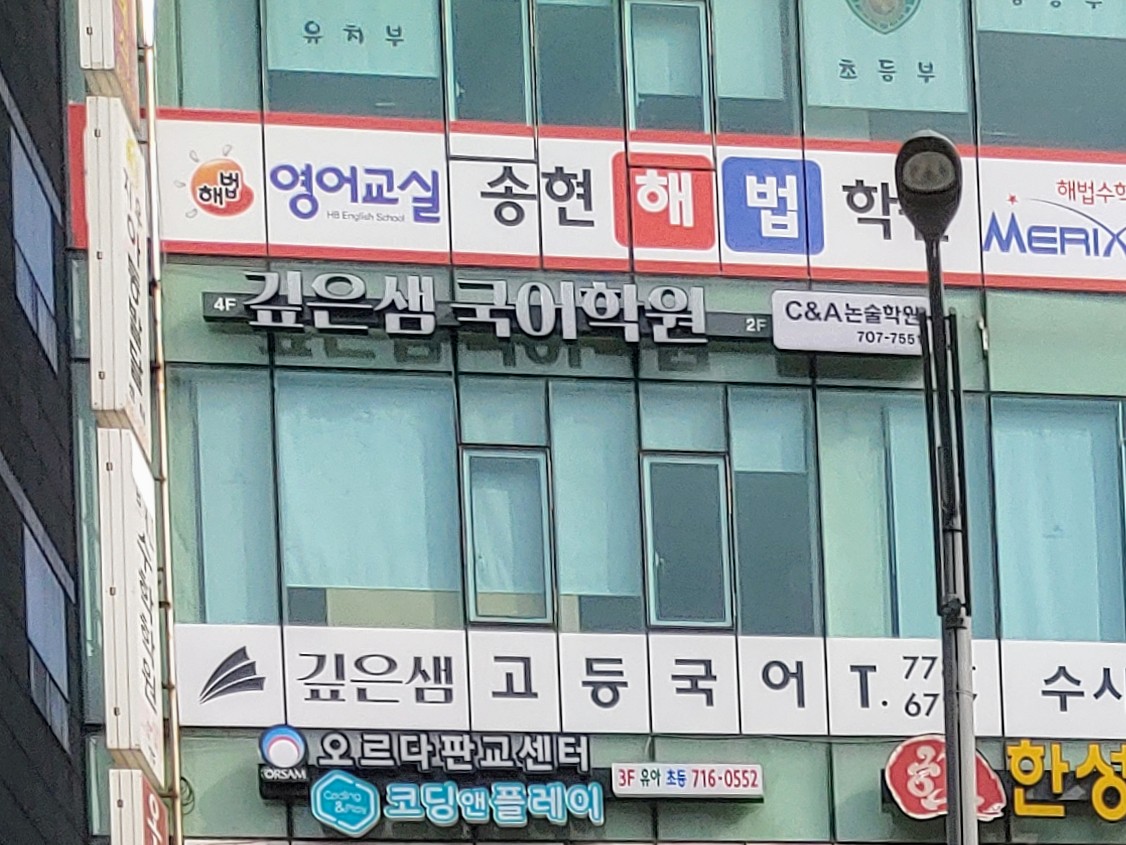 유치부
초등부
해법 영어교실 송현 해법 학원
HB English School
해법수학
MERIX
4F 깊은샘 국어학원 2F C&A논술학원
707-755
깊은샘 고등국어 T. 77
67
수시
오르다판교센터
ORSAM
3F 유아 초등 716-0552
Coding &Play 코딩앤플레이
한성